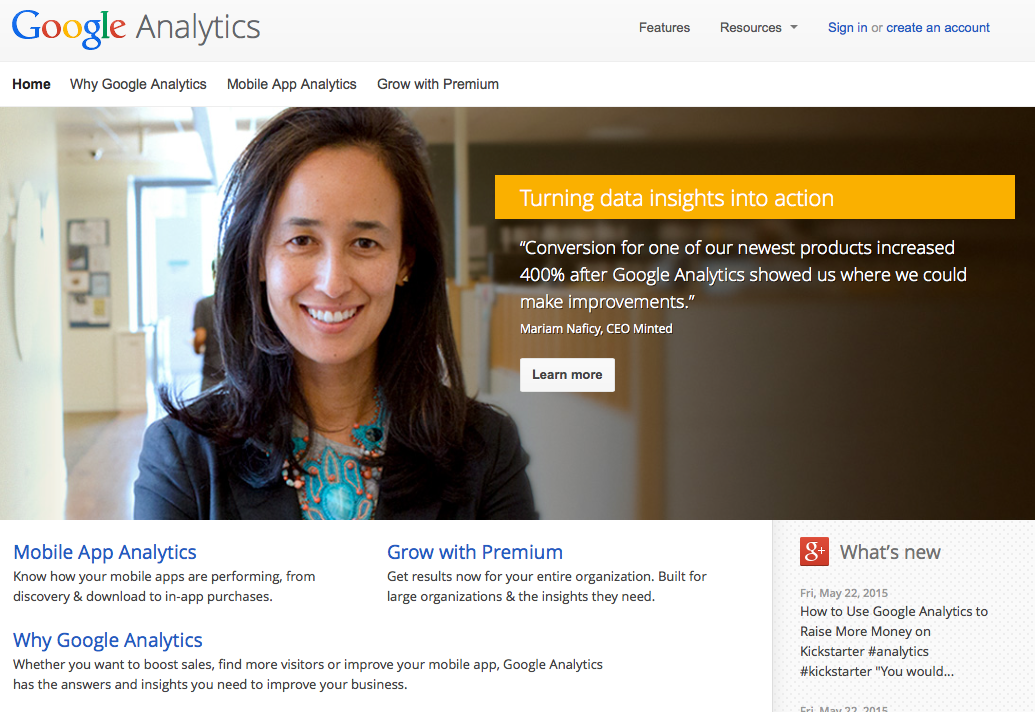 Google Analytics
Features
Resources
Sign in or create an account
Home
Why Google Analytics
Mobile App Analytics
Grow with Premium
Turning data insights into action
“Conversion for one of our newest products increased
400% after Google Analytics showed us where we could
make improvements.”
Mariam Naficy, CEO Minted
Learn more
Mobile App Analytics
Know how your mobile apps are performing, from
discovery & download to in-app purchases.
Grow with Premium
Get results now for your entire organization. Built for
large organizations & the insights they need.
Why Google Analytics
Whether you want to boost sales, find more visitors or improve your mobile app, Google Analytics
has the answers and insights you need to improve your business.
g+ What’s new
Fri, May 22, 2015
How to Use Google Analytics to
Raise More Money on
Kickstarter #analytics
#kickstarter "You would...
Fri, May 22, 2015